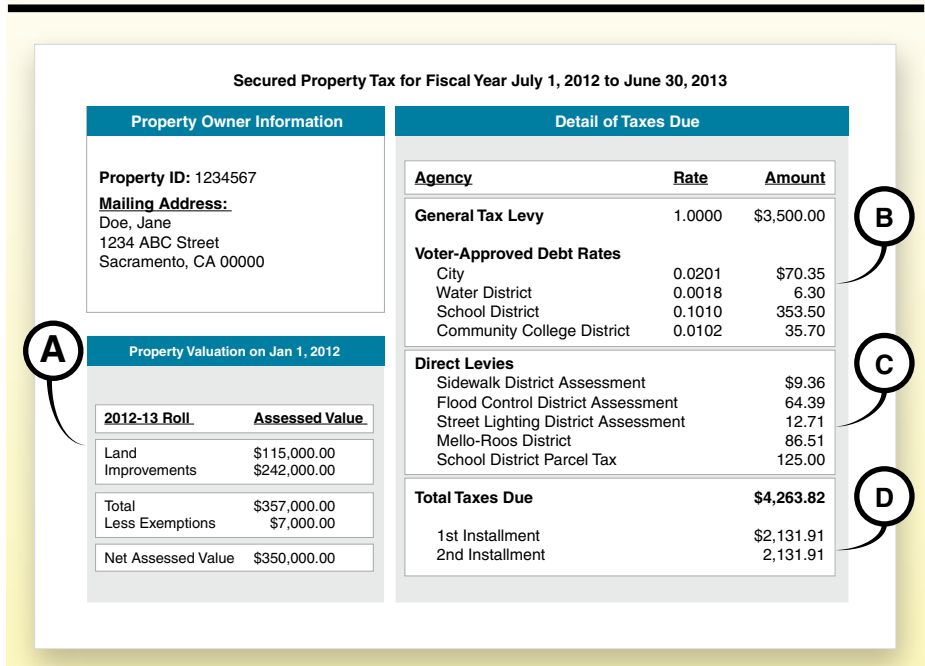 Secured Property Tax for Fiscal Year July 1, 2012 to June 30, 2013
Property Owner Information
Property ID: 1234567
Mailing Address:
Doe, Jane
1234 ABC Street
Sacramento, CA 00000
A
Property Valuation on Jan 1, 2012
2012-13 Roll Assessed Value
Land $115,000.00
Improvements $242,000.00
Total $357,000.00
Less Exemptions $7,000.00
Net Assessed Value $350,000.00
Detail of Taxes Due
Agency Rate Amount
General Tax Levy 1.0000 $3,500.00
B
Voter-Approved Debt Rates
City 0.0201 $70.35
Water District 0.0018 6.30
School District 0.1010 353.50
Community College District 0.0102 35.70
Direct Levies
C
Sidewalk District Assessment $9.36
Flood Control District Assessment 64.39
Street Lighting District Assessment 12.71
Mello-Roos District 86.51
School District Parcel Tax 125.00
Total Taxes Due $4,263.82
D
1st Installment $2,131.91
2nd Installment 2,131.91